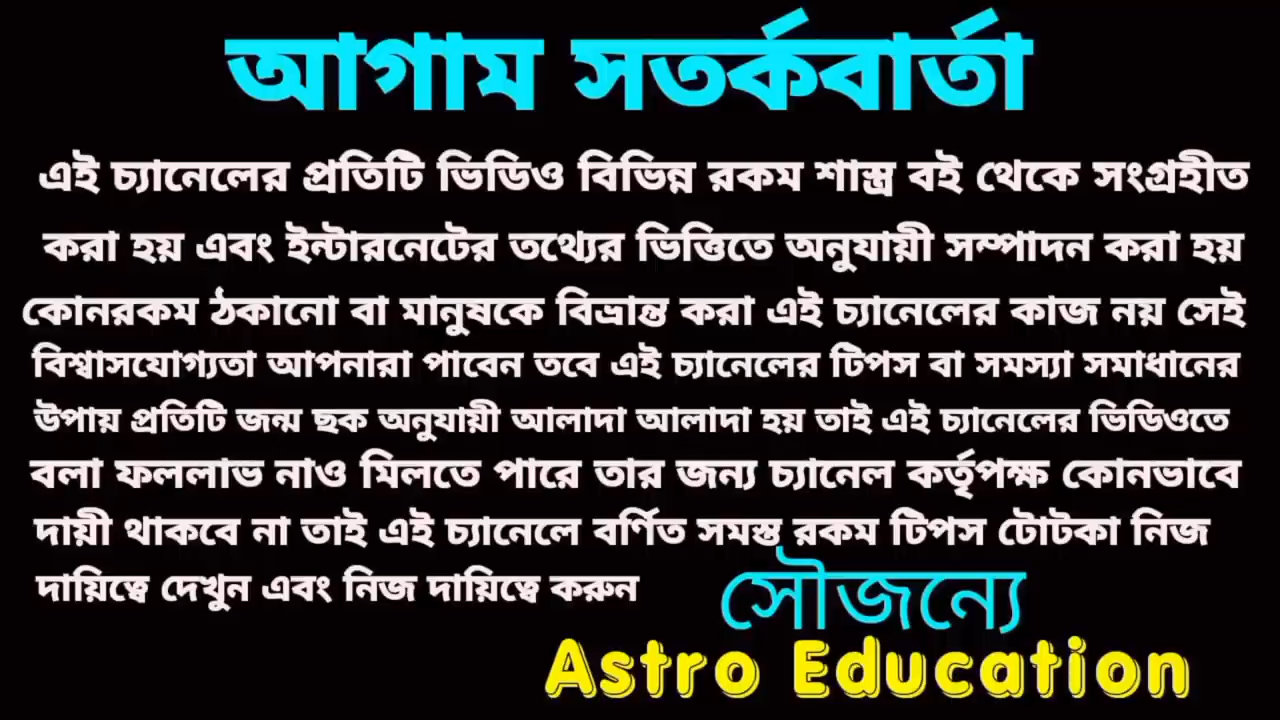 আগাম সতর্কবার্তা
এই চ্যানেলের প্রতিটি ভিডিও বিভিন্ন রকম শাস্ত্র বই থেকে সংগ্রহীত
করা হয় এবং ইন্টারনেটের তথ্যের ভিত্তিতে অনুযায়ী সম্পাদন করা হয়
কোনরকম ঠকানো বা মানুষকে বিভ্রান্ত করা এই চ্যানেলের কাজ নয় সেই
বিশ্বাসযোগ্যতা আপনারা পাবেন তবে এই চ্যানেলের টিপস বা সমস্যা সমাধানের
উপায় প্রতিটি জন্ম ছক অনুযায়ী আলাদা আলাদা হয় তাই এই চ্যানেলের ভিডিওতে
বলা ফললাভ নাও মিলতে পারে তার জন্য চ্যানেল কর্তৃপক্ষ কোনভাবে
দায়ী থাকবে না তাই এই চ্যানেলে বর্ণিত সমস্ত রকম টিপস টোটকা নিজ
দায়িত্বে দেখুন এবং নিজ দায়িত্বে করুন
সৌজন্যে
Astro Education